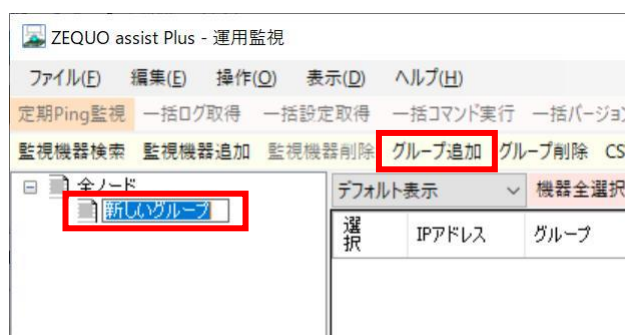 ZEQUO assist Plus - 運用監視
ファイル(F) 編集(E) 操作(O) 表示(D) ヘルプ(H)
定期Ping監視 一括ログ取得 一括設定取得 一括コマンド実行 一括バージョン
監視機器検索 監視機器追加 監視機器削除 グループ追加 グループ削除 CS
全ノード デフォルト表示 機器全選択
新しいグループ
選択 IPアドレス グループ